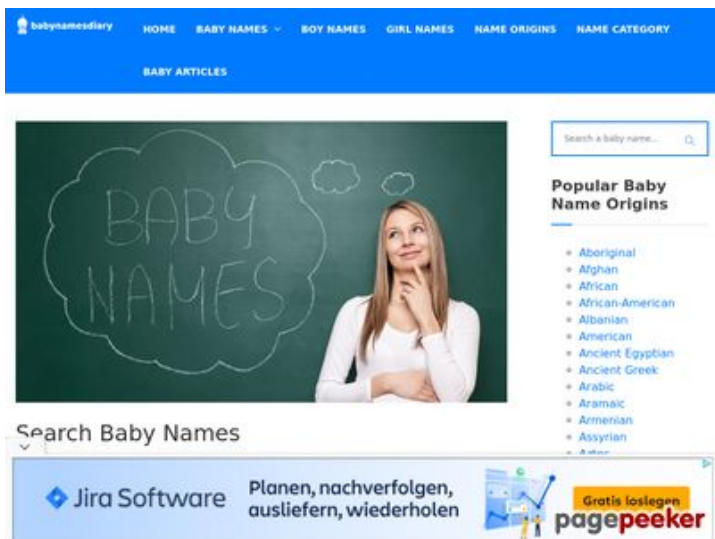 babynamesdiary
HOME
BABY NAMES
BOY NAMES
GIRL NAMES
NAME ORIGINS
NAME CATEGORY
BABY ARTICLES
BABY
NAMES
Search Baby Names
Search a baby name...
Popular Baby
Name Origins
Aboriginal
Afghan
African
African-American
Albanian
American
Ancient Egyptian
Ancient Greek
Arabic
Aramaic
Armenian
Assyrian
Jira Software
Planen, nachverfolgen,
ausliefern, wiederholen
Gratis loslegen
pagepeeker